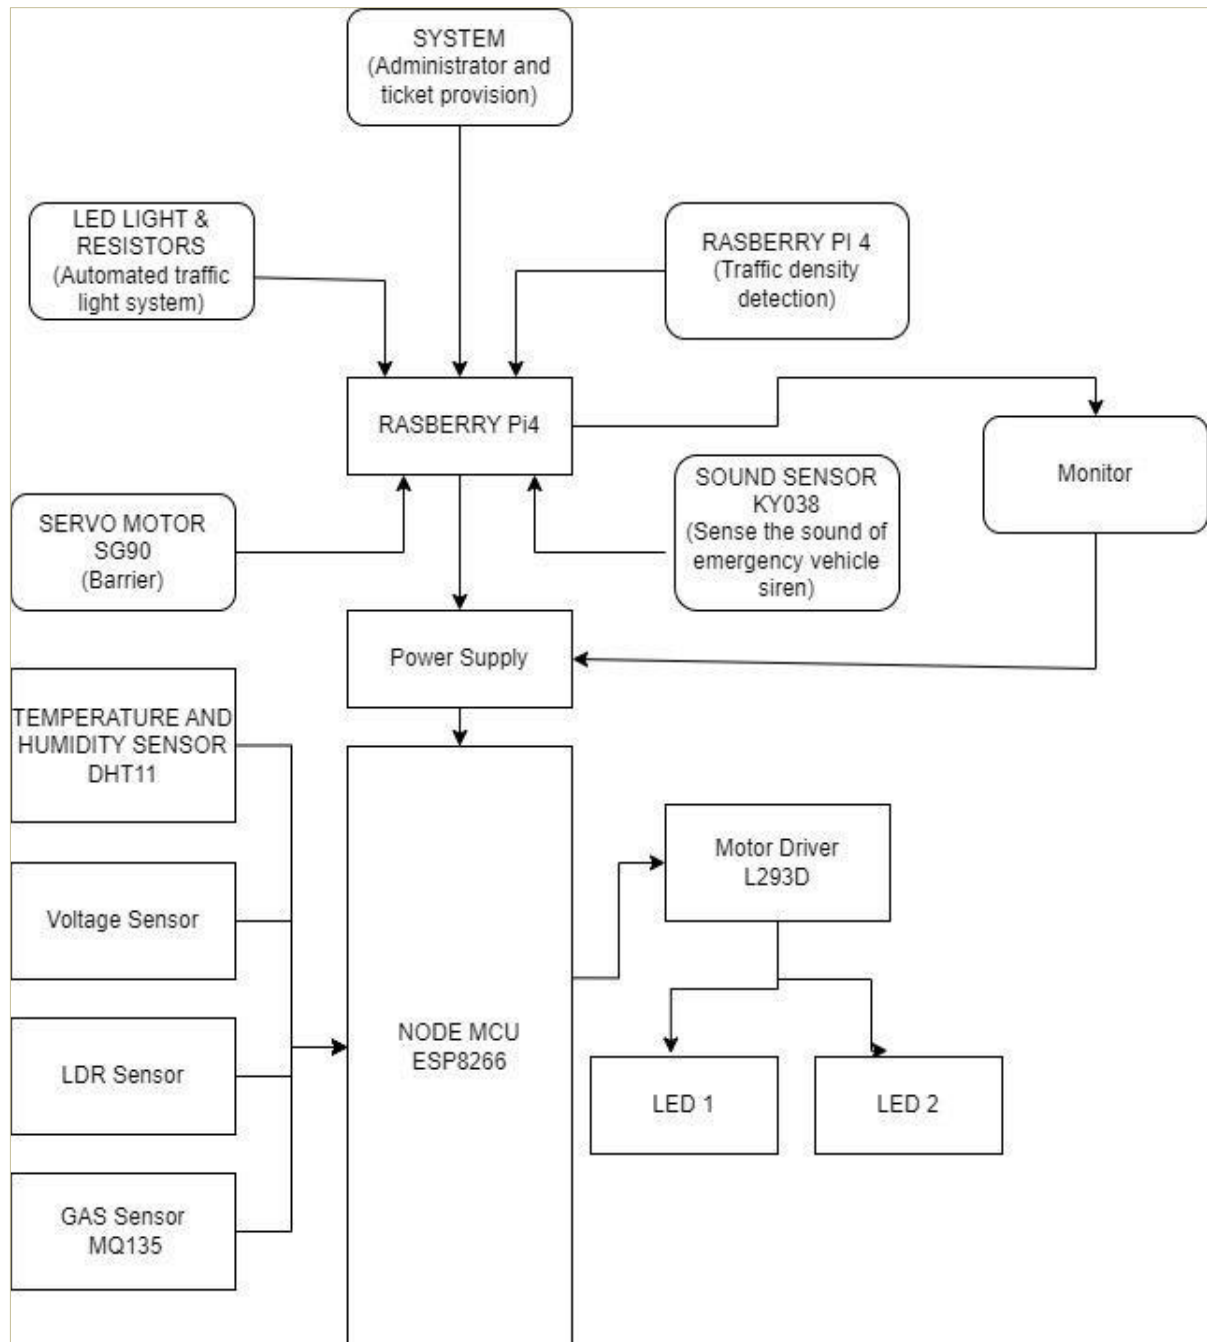 SYSTEM
(Administrator and
ticket provision)
LED LIGHT &
RESISTORS
(Automated traffic
light system)
RASBERRY PI 4
(Traffic density
detection)
RASBERRY Pi4
Monitor
SERVO MOTOR
SG90
(Barrier)
SOUND SENSOR
KY038
(Sense the sound of
emergency vehicle
siren)
Power Supply
TEMPERATURE AND
HUMIDITY SENSOR
DHT11
Motor Driver
L293D
Voltage Sensor
NODE MCU
ESP8266
LDR Sensor
LED 1
LED 2
GAS Sensor
MQ135